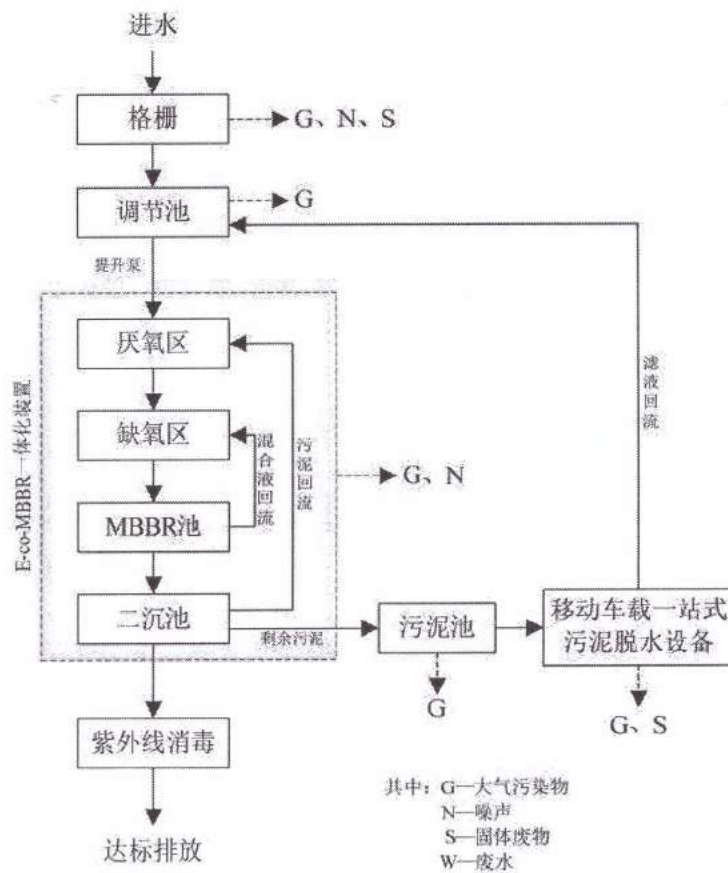 进水
格栅
G、N、S
调节池
G
提升泵
E-co-MBBR一体化装置
厌氧区
缺氧区
混合液回流
污泥回流
滤液回流
G、N
MBBR池
二沉池
剩余污泥
污泥池
移动车载一站式
污泥脱水设备
G
G、S
紫外线消毒
达标排放
其中：G—大气污染物
N—噪声
S—固体废物
W—废水